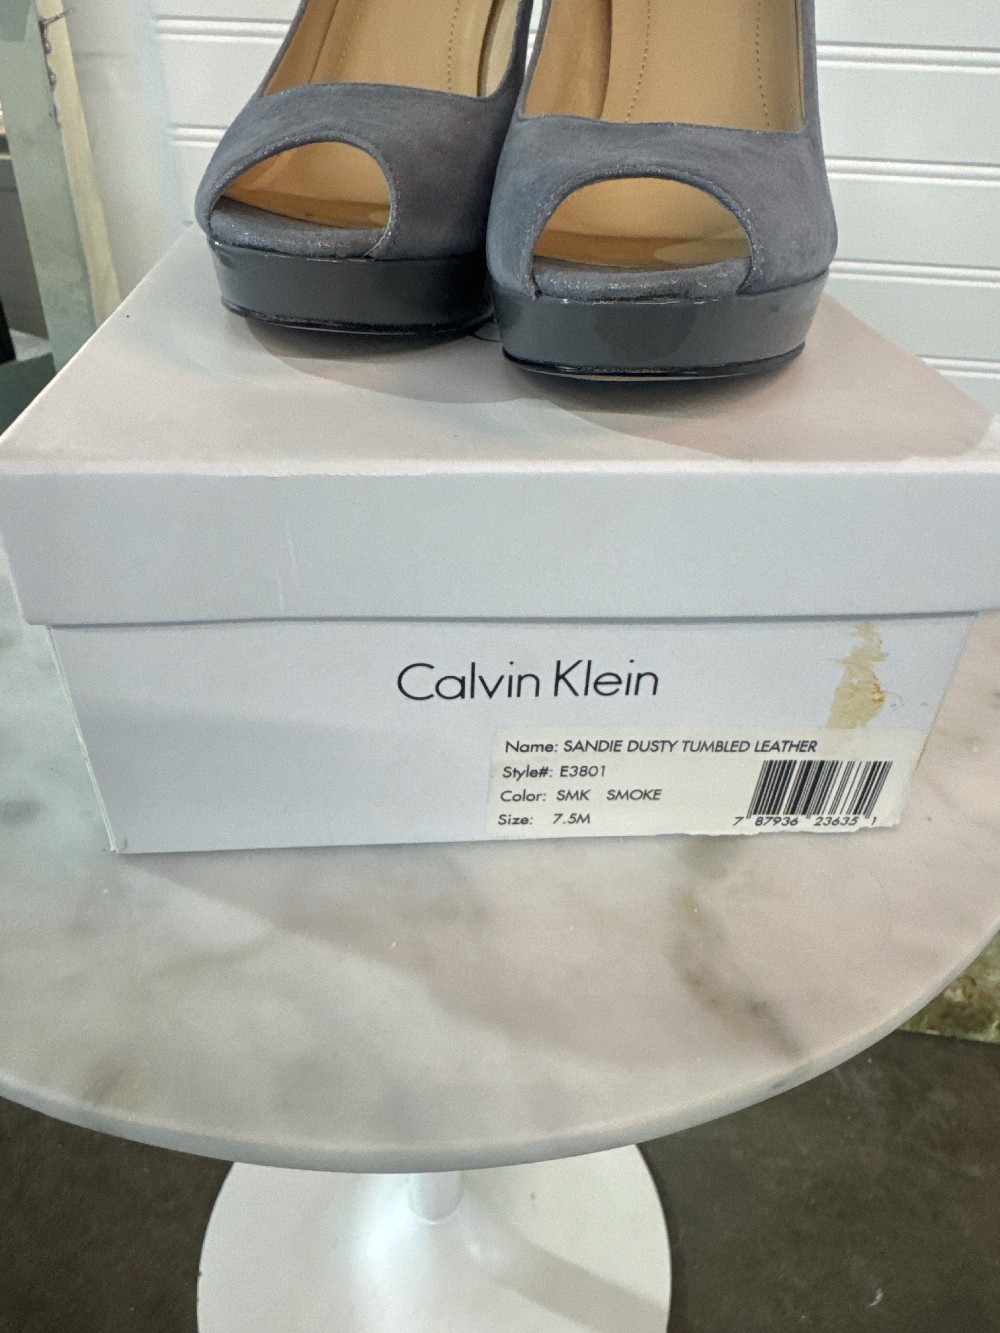 Calvin Klein
Name: SANDIE DUSTY TUMBLED LEATHER
Style#: E3801
Color: SMK SMOKE
Size: 7.5M
7 87936 23635 1